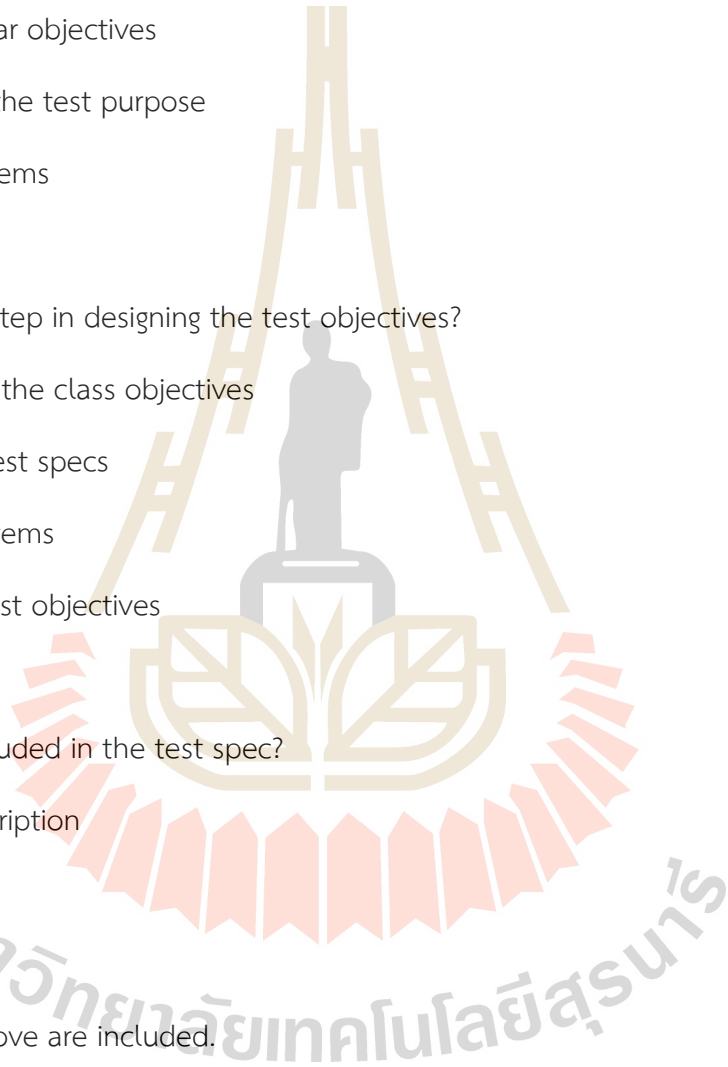 ar objectives
he test purpose
ems
tep in designing the test objectives?
the class objectives
est specs
ems
st objectives
uded in the test spec?
ription
ove are included.
วิทยาลัยเทคโนโลยีสุรนารี